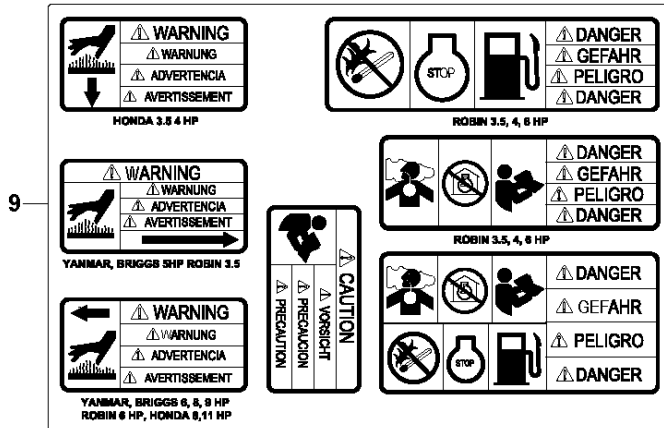 9
WARNING
WARNUNG
ADVERTENCIA
AVERTISSEMENT
HONDA 3.5 4 HP
WARNING
WARNUNG
ADVERTENCIA
AVERTISSEMENT
YANMAR, BRIGGS 5HP ROBIN 3.5
WARNING
WARNUNG
ADVERTENCIA
AVERTISSEMENT
YANMAR, BRIGGS 6, 8, 9 HP
ROBIN 6 HP, HONDA 8,11 HP
CAUTION
VORSICHT
PRECAUCION
PRECAUTION
STOP
DANGER
GEFAHR
PELIGRO
DANGER
ROBIN 3.5, 4, 6 HP
DANGER
GEFAHR
PELIGRO
DANGER
ROBIN 3.5, 4, 6 HP
STOP
DANGER
GEFAHR
PELIGRO
DANGER